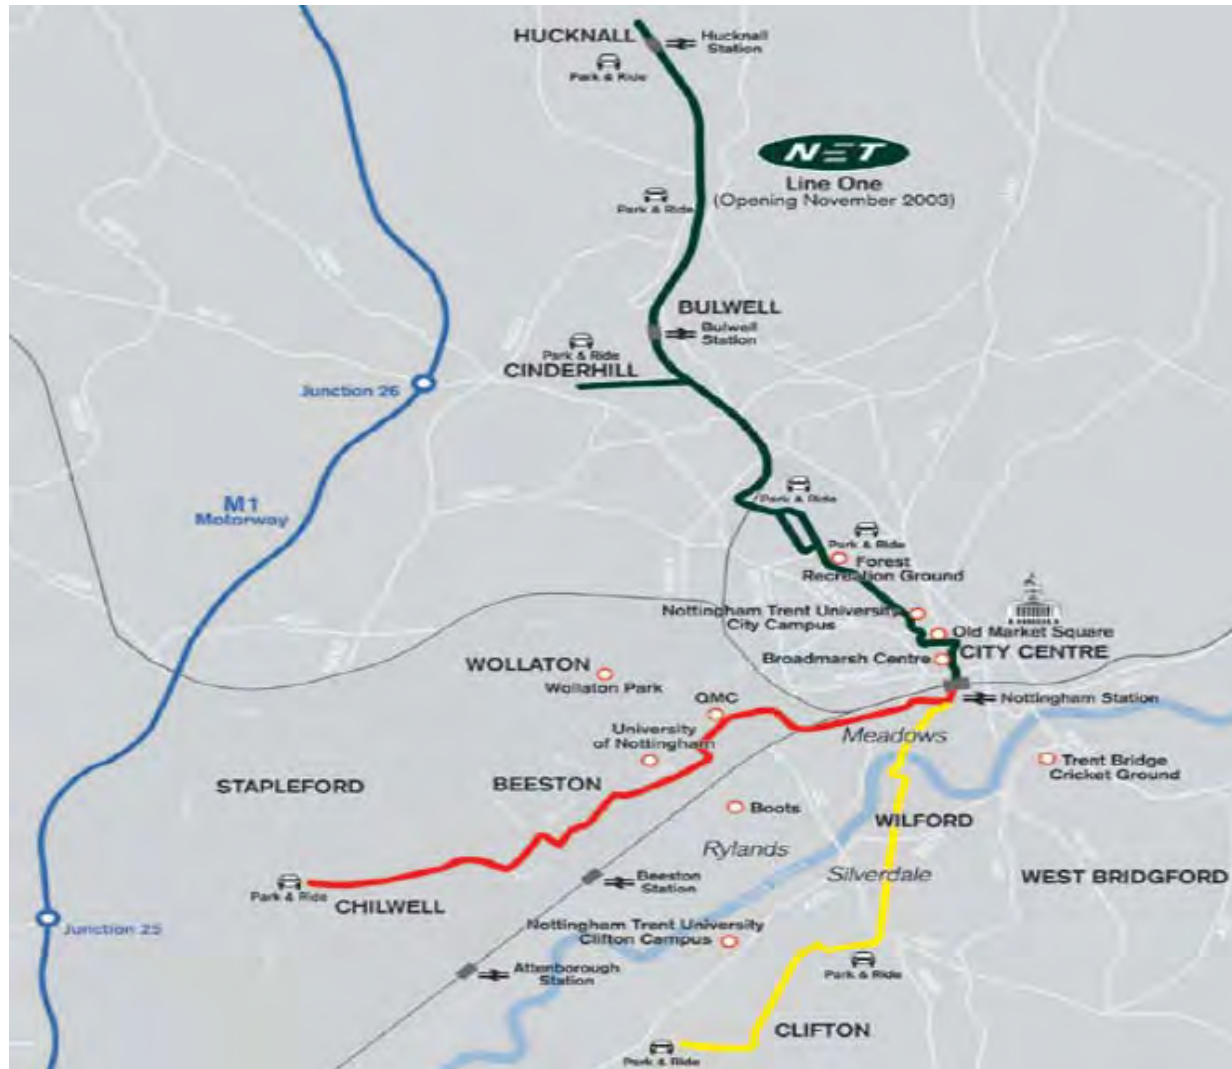 HUCKNALL
Hucknall
Station
Park & Ride
NET
Line One
(Opening November 2003)
Park & Ride
BULWELL
Bulwell
Station
Park & Ride
CINDERHILL
Junction 26
M1
Motorway
Park & Ride
Park & Ride
Forest
Recreation Ground
Nottingham Trent University
City Campus
Old Market Square
CITY CENTRE
Broadmarsh Centre
WOLLATON
Wollaton Park
QMC
Nottingham Station
University
of Nottingham
Meadows
Trent Bridge
Cricket Ground
STAPLEFORD
BEESTON
Boots
WILFORD
Rylands
Silverdale
WEST BRIDGFORD
Beeston
Station
Park & Ride
CHILWELL
Junction 25
Nottingham Trent University
Clifton Campus
Park & Ride
Attenborough
Station
CLIFTON
Park & Ride